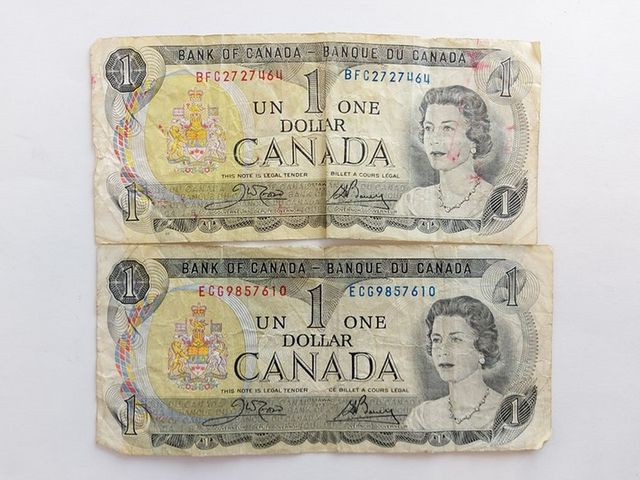 1 BANK OF CANADA – BANQUE DU CANADA 1
BFC2727464 BFC2727464
UN 1 ONE
DOLLAR
CANADA
THIS NOTE IS LEGAL TENDER BILLET A COURS LÉGAL
1 1
1 BANK OF CANADA – BANQUE DU CANADA 1
ECG9857610 ECG9857610
UN 1 ONE
DOLLAR
CANADA
THIS NOTE IS LEGAL TENDER CE BILLET A COURS LÉGAL
1 1